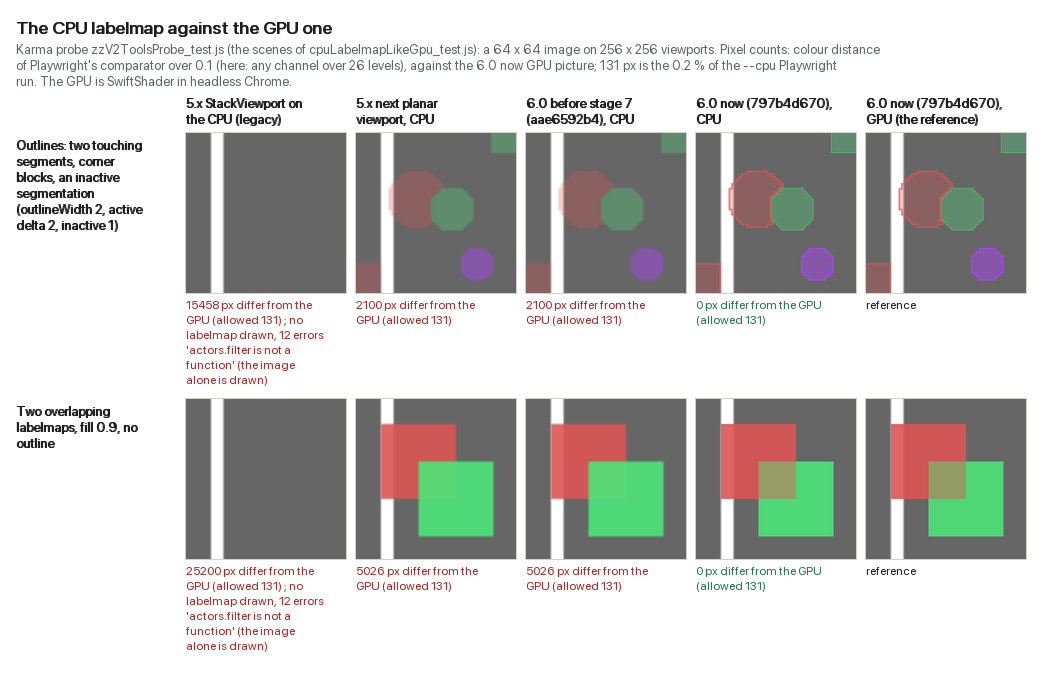 The CPU labelmap against the GPU one
Karma probe zzV2ToolsProbe_test.js (the scenes of cpuLabelmapLikeGpu_test.js): a 64 x 64 image on 256 x 256 viewports. Pixel counts: colour distance
of Playwright's comparator over 0.1 (here: any channel over 26 levels), against the 6.0 now GPU picture; 131 px is the 0.2 % of the --cpu Playwright
run. The GPU is SwiftShader in headless Chrome.
5.x StackViewport on
the CPU (legacy)
5.x next planar
viewport, CPU
6.0 before stage 7
(aae6592b4), CPU
6.0 now (797b4d670),
CPU
6.0 now (797b4d670),
GPU (the reference)
Outlines: two touching
segments, corner
blocks, an inactive
segmentation
(outlineWidth 2, active
delta 2, inactive 1)
15458 px differ from the
GPU (allowed 131) ; no
labelmap drawn, 12 errors
'actors.filter is not a
function' (the image
alone is drawn)
2100 px differ from the
GPU (allowed 131)
2100 px differ from the
GPU (allowed 131)
0 px differ from the GPU
(allowed 131)
reference
Two overlapping
labelmaps, fill 0.9, no
outline
25200 px differ from the
GPU (allowed 131) ; no
labelmap drawn, 12 errors
'actors.filter is not a
function' (the image
alone is drawn)
5026 px differ from the
GPU (allowed 131)
5026 px differ from the
GPU (allowed 131)
0 px differ from the GPU
(allowed 131)
reference